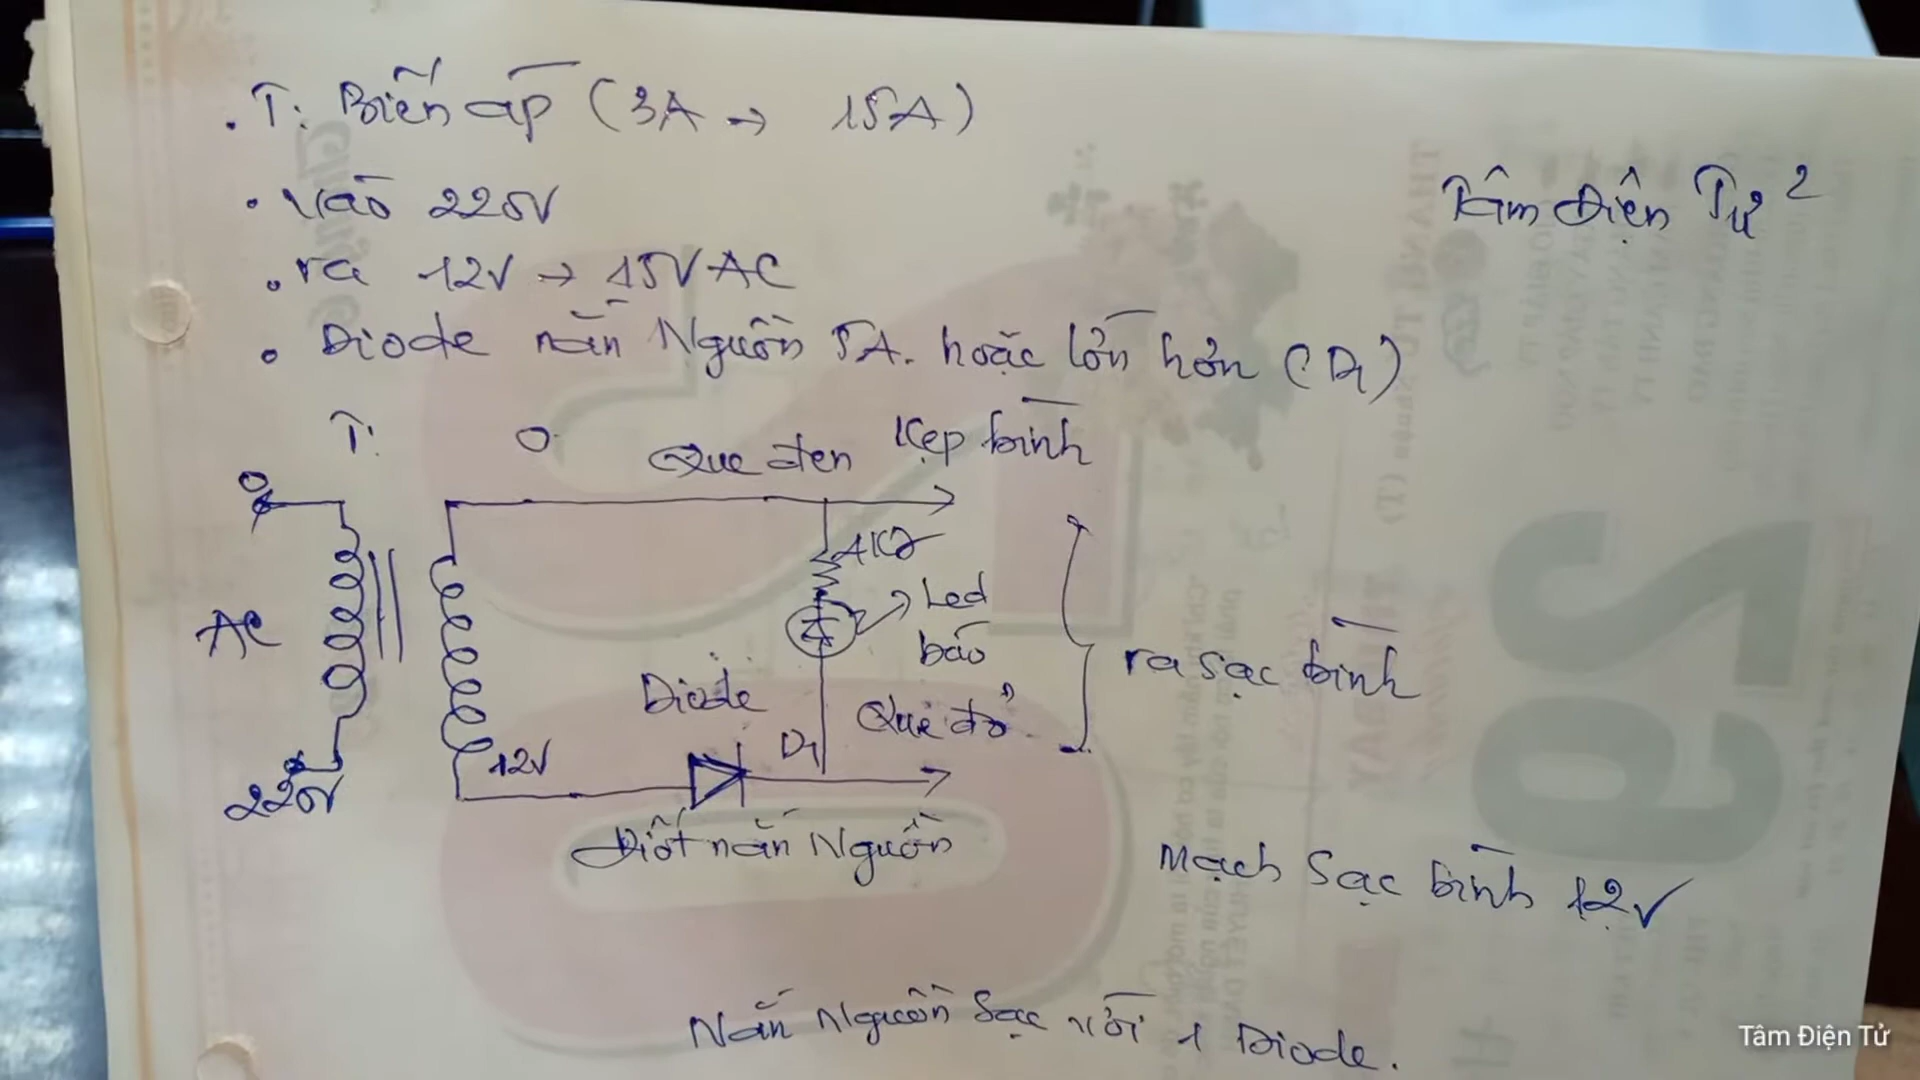 . T: Biến áp (3A → 15A)
Tâm Điện Tử 2
. Vào 220V
. ra 12V → 15V AC
. Diode nắn Nguồn 5A. hoặc lớn hơn (D1)
T:
O
Que đen
Kẹp bình
1KΩ
AC
Led báo
ra sạc bình
Diode
D1
Que đỏ
12V
220V
Điốt nắn Nguồn
Mạch Sạc bình 12V
Nắn Nguồn Sạc với 1 Diode.
Tâm Điện Tử